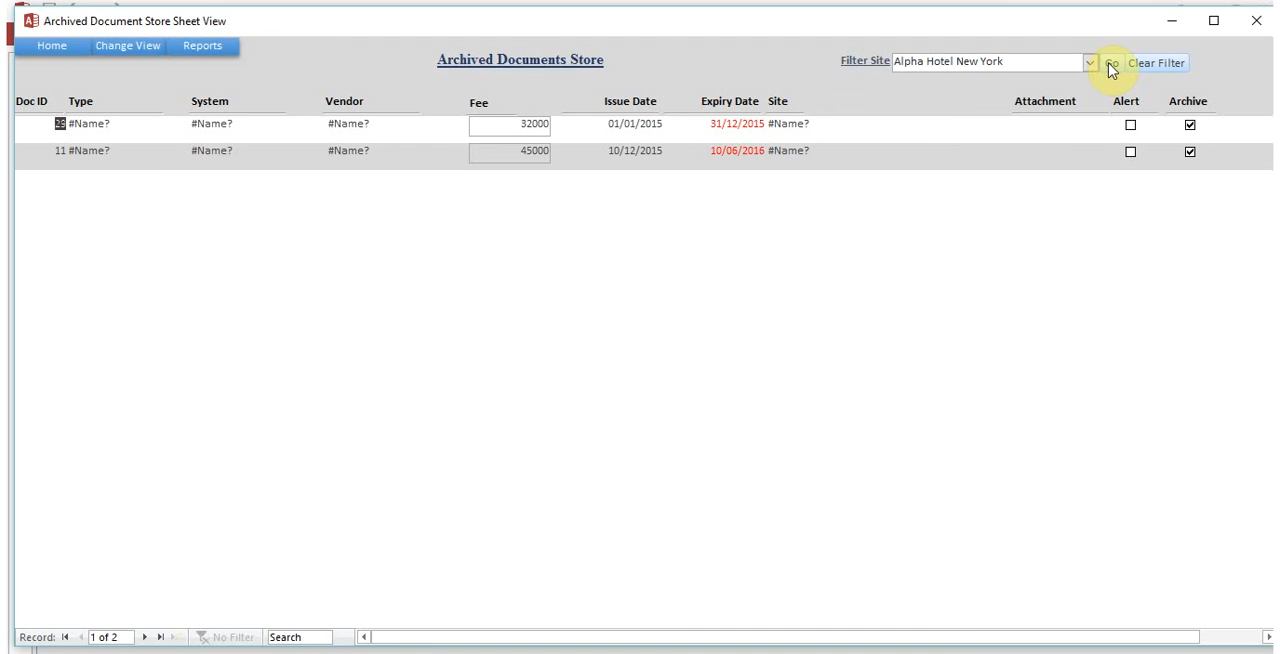 Archived Document Store Sheet View
Home Change View Reports
Archived Documents Store
Filter Site Alpha Hotel New York Go Clear Filter
Doc ID Type System Vendor Fee Issue Date Expiry Date Site Attachment Alert Archive
#Name? #Name? #Name? 32000 01/01/2015 31/12/2015 #Name?
11 #Name? #Name? #Name? 45000 10/12/2015 10/06/2016 #Name?
Record: 1 of 2 No Filter Search